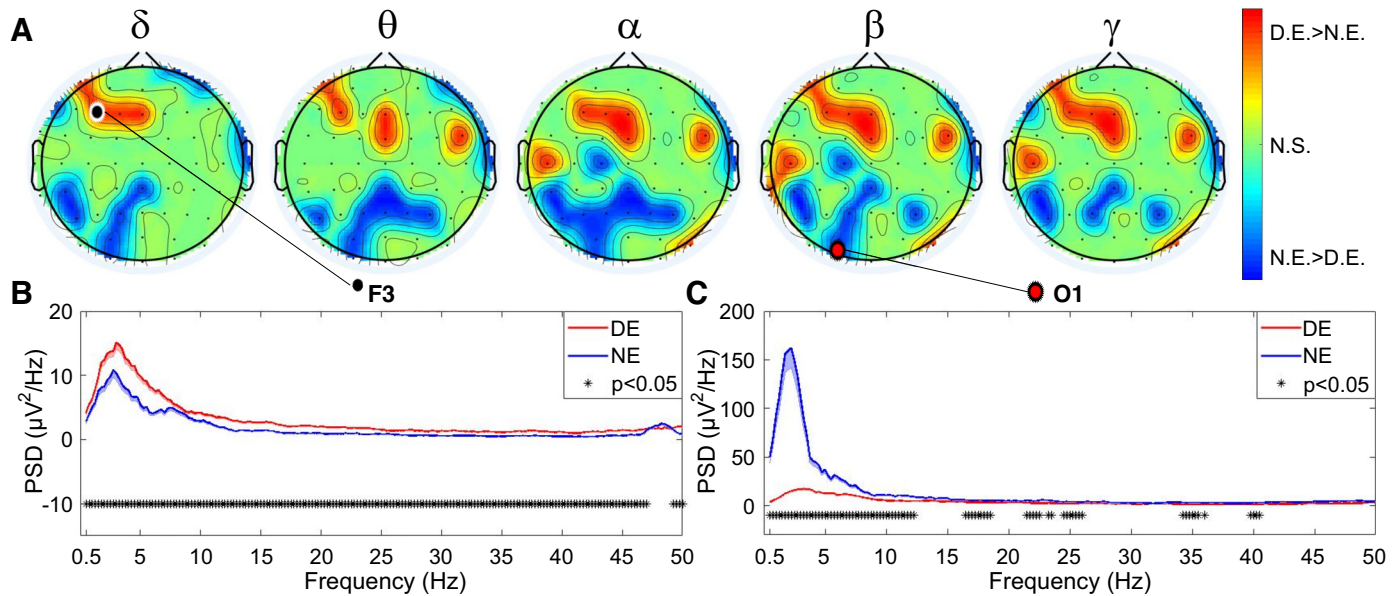 A
δ
θ
α
β
γ
D.E.>N.E.
N.S.
N.E.>D.E.
F3
O1
B
20
10
0
-10
PSD (μV²/Hz)
DE
NE
p<0.05
0.5
5
10
15
20
25
30
35
40
45
50
Frequency (Hz)
C
200
150
100
50
0
PSD (μV²/Hz)
DE
NE
p<0.05
0.5
5
10
15
20
25
30
35
40
45
50
Frequency (Hz)